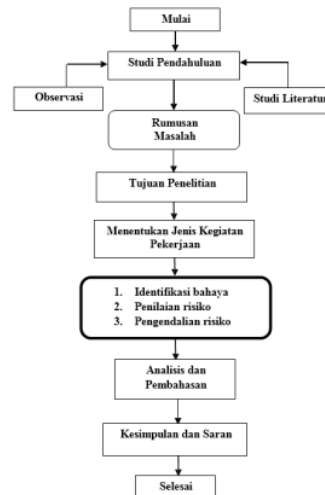 Mulai
Studi Pendahuluan
Observasi
Studi Literatur
Rumusan
Masalah
Tujuan Penelitian
Menentukan Jenis Kegiatan
Pekerjaan
1. Identifikasi bahaya
2. Penilaian risiko
3. Pengendalian risiko
Analisis dan
Pembahasan
Kesimpulan dan Saran
Selesai